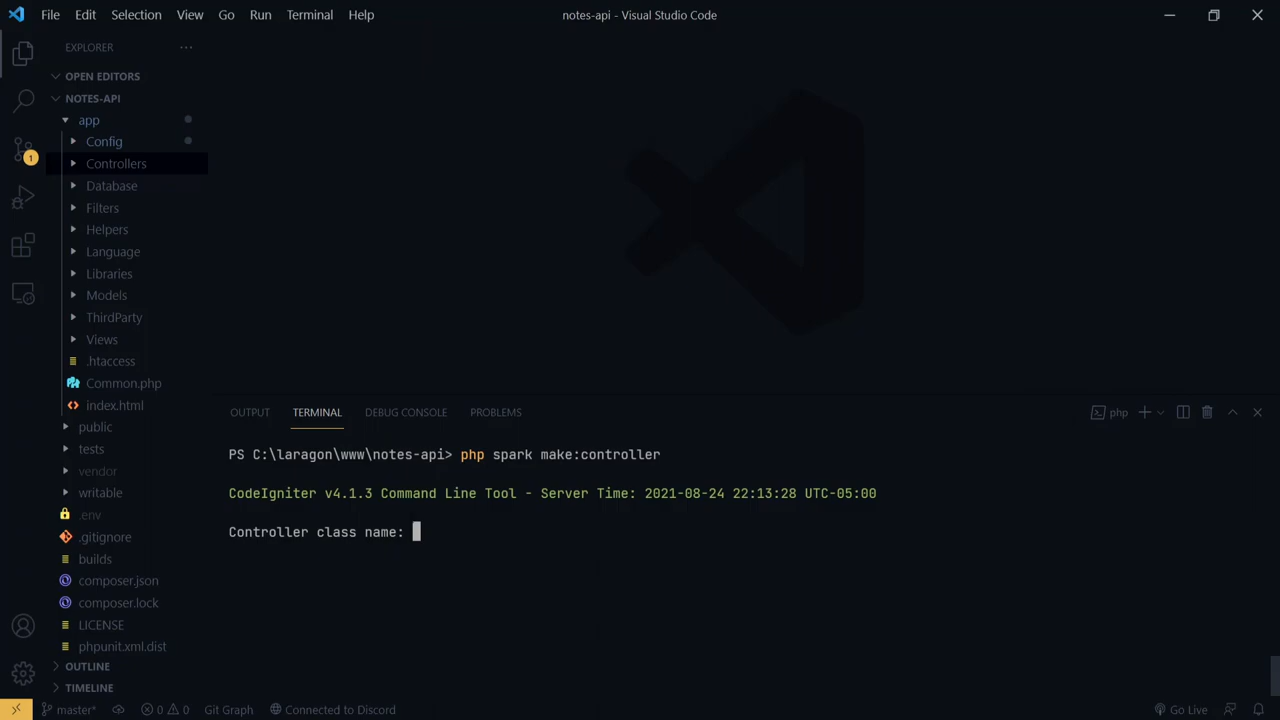 File Edit Selection View Go Run Terminal Help
notes-api - Visual Studio Code
EXPLORER
OPEN EDITORS
NOTES-API
app
Config
Controllers
Database
Filters
Helpers
Language
Libraries
Models
ThirdParty
Views
.htaccess
Common.php
index.html
public
tests
vendor
writable
.env
.gitignore
builds
composer.json
composer.lock
LICENSE
phpunit.xml.dist
OUTLINE
TIMELINE
1
OUTPUT TERMINAL DEBUG CONSOLE PROBLEMS
php
PS C:\laragon\www\notes-api> php spark make:controller
CodeIgniter v4.1.3 Command Line Tool - Server Time: 2021-08-24 22:13:28 UTC-05:00
Controller class name:
master* 0 0 Git Graph Connected to Discord Go Live